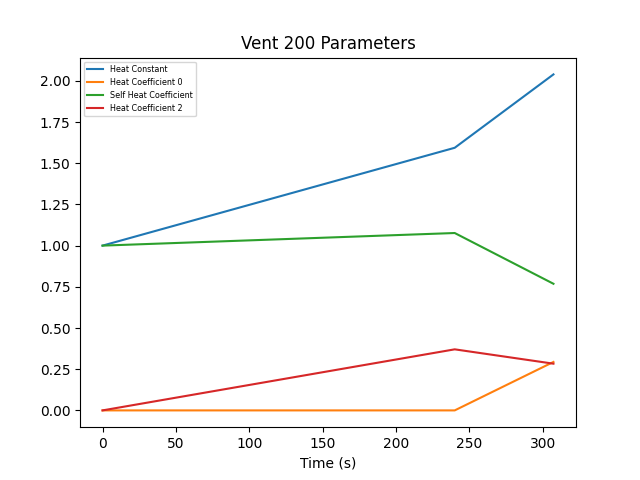 Vent 200 Parameters
Heat Constant
Heat Coefficient 0
Self Heat Coefficient
Heat Coefficient 2
2.00
1.75
1.50
1.25
1.00
0.75
0.50
0.25
0.00
0 50 100 150 200 250 300
Time (s)